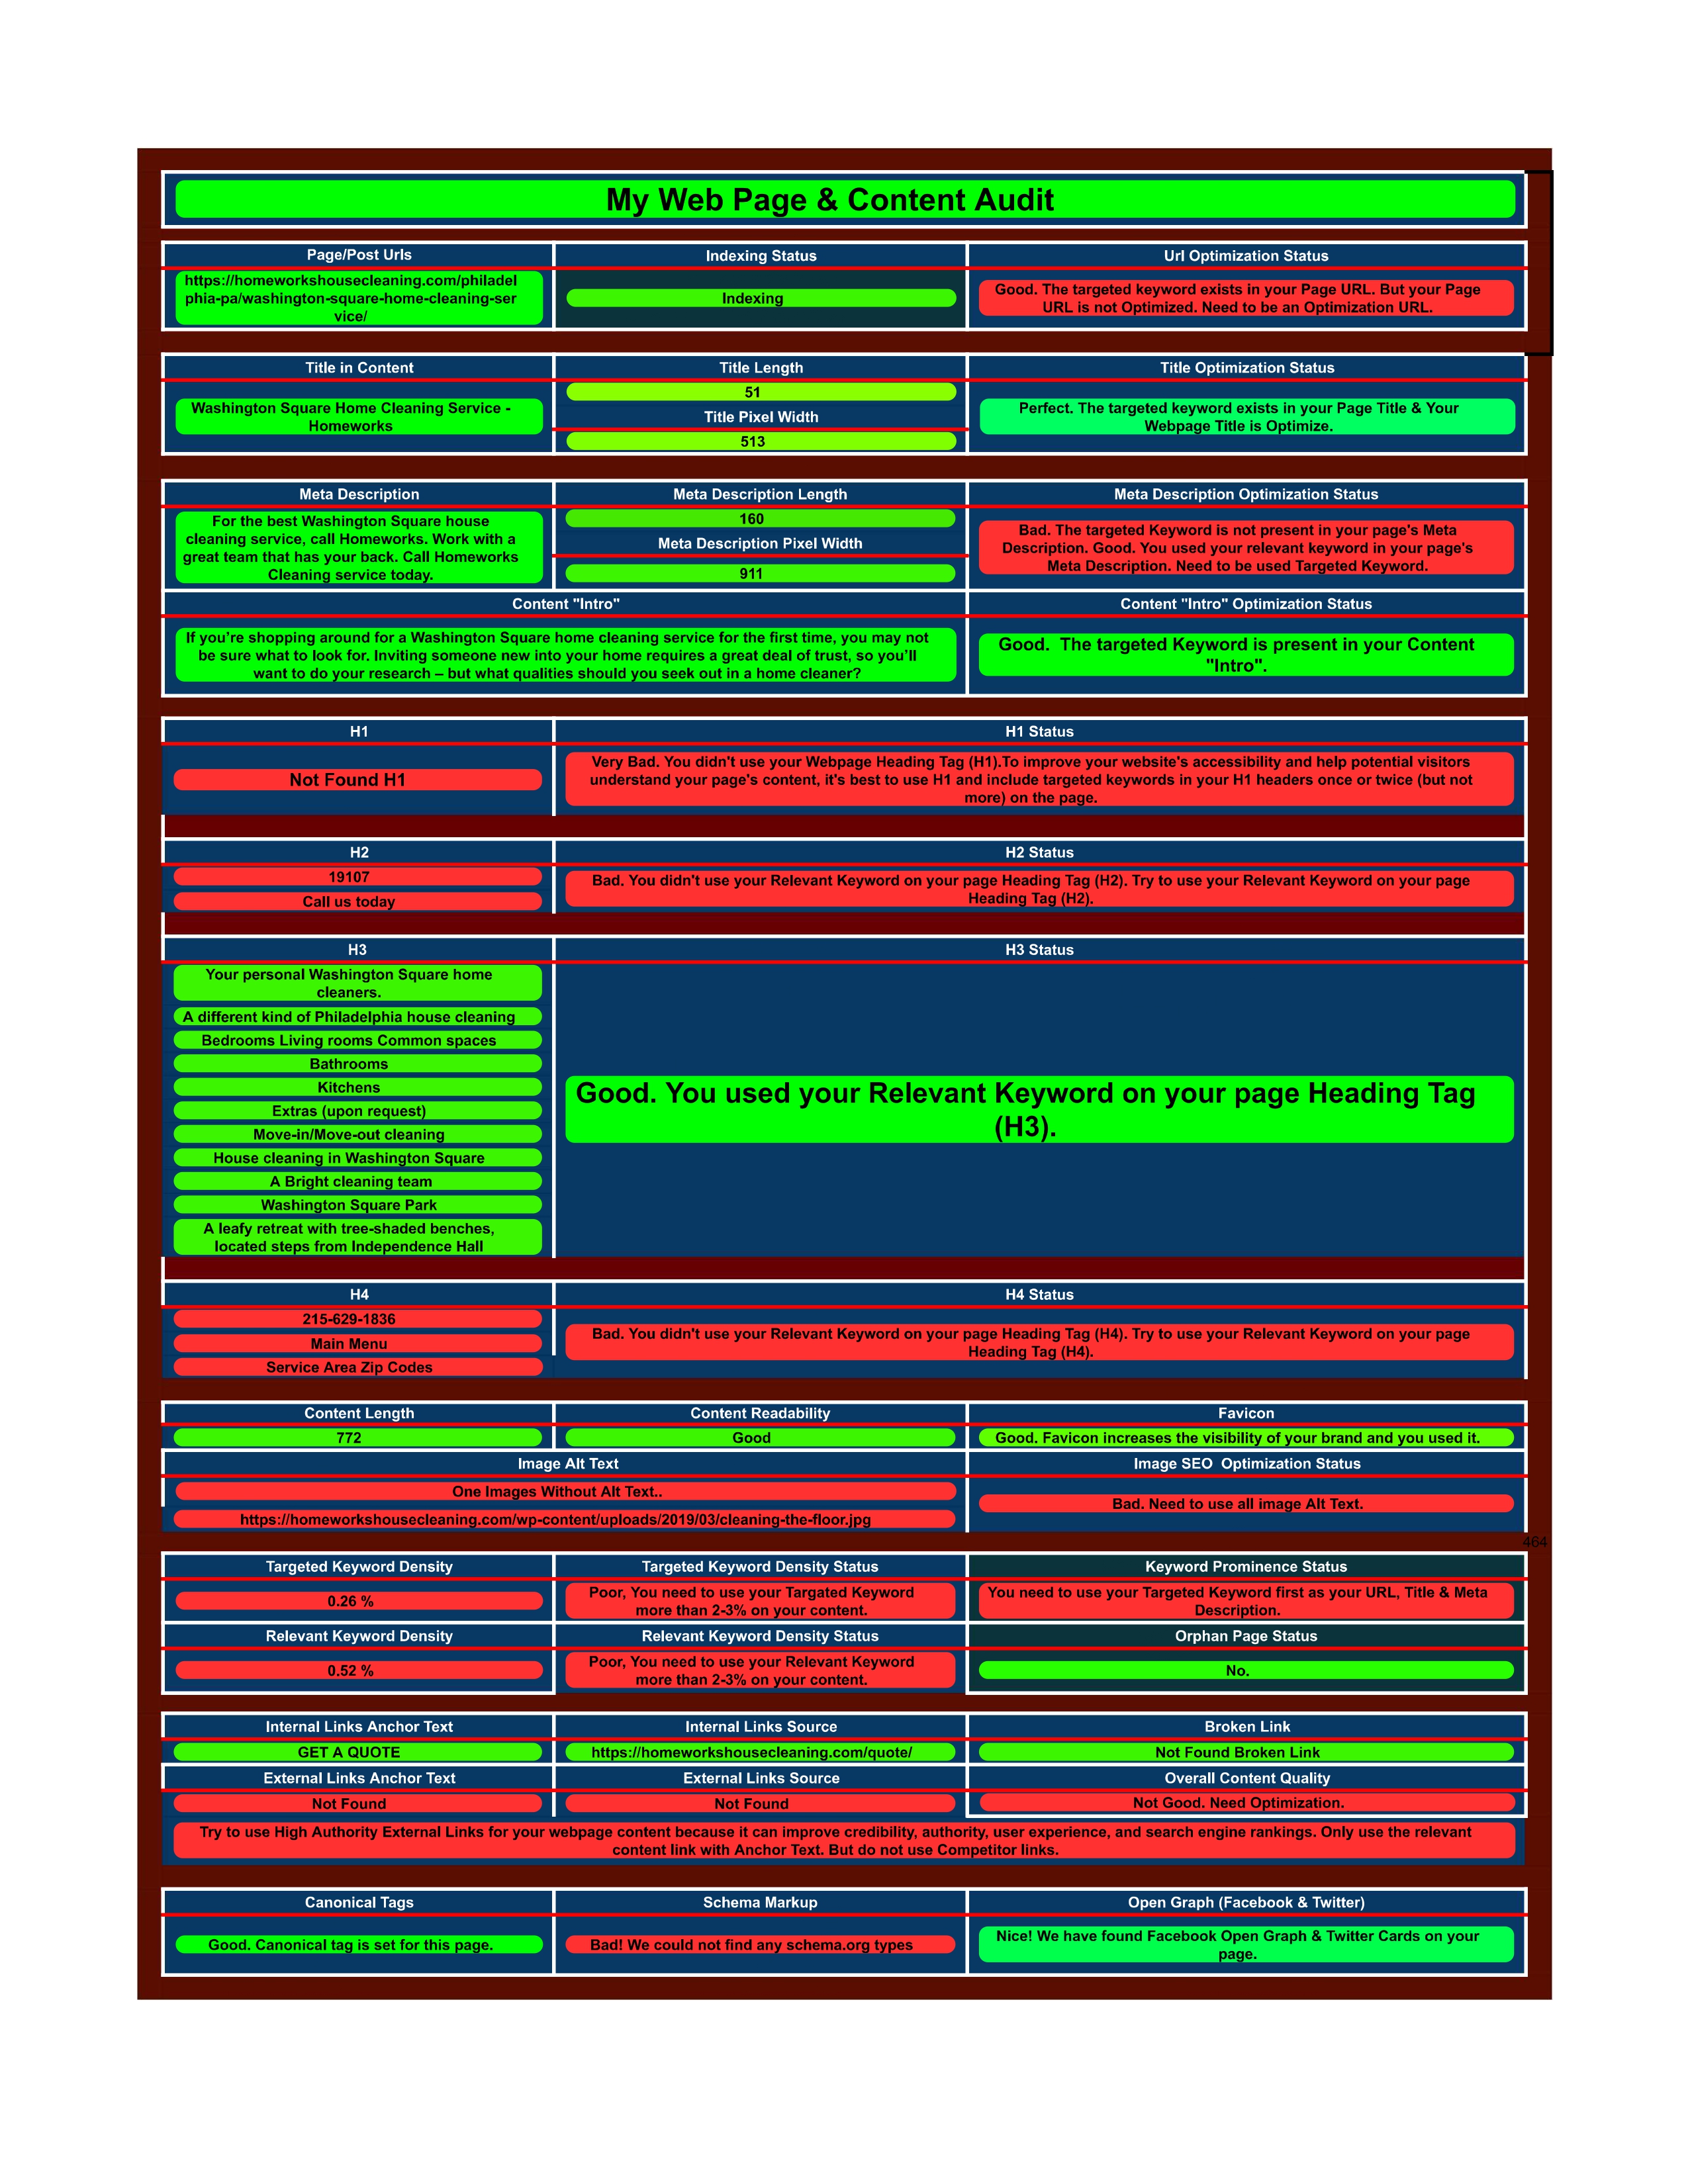 My Web Page & Content Audit
Page/Post Urls
Indexing Status
Url Optimization Status
https://homeworkshousecleaning.com/philadel
phia-pa/washington-square-home-cleaning-ser
vice/
Indexing
Good. The targeted keyword exists in your Page URL. But your Page
URL is not Optimized. Need to be an Optimization URL.
Title in Content
Title Length
Title Optimization Status
Washington Square Home Cleaning Service -
Homeworks
51
Title Pixel Width
513
Perfect. The targeted keyword exists in your Page Title & Your
Webpage Title is Optimize.
Meta Description
Meta Description Length
Meta Description Optimization Status
For the best Washington Square house
cleaning service, call Homeworks. Work with a
great team that has your back. Call Homeworks
Cleaning service today.
160
Meta Description Pixel Width
911
Bad. The targeted Keyword is not present in your page's Meta
Description. Good. You used your relevant keyword in your page's
Meta Description. Need to be used Targeted Keyword.
Content "Intro"
Content "Intro" Optimization Status
If you’re shopping around for a Washington Square home cleaning service for the first time, you may not
be sure what to look for. Inviting someone new into your home requires a great deal of trust, so you’ll
want to do your research – but what qualities should you seek out in a home cleaner?
Good.  The targeted Keyword is present in your Content
"Intro".
H1
H1 Status
Not Found H1
Very Bad. You didn't use your Webpage Heading Tag (H1).To improve your website's accessibility and help potential visitors
understand your page's content, it's best to use H1 and include targeted keywords in your H1 headers once or twice (but not
more) on the page.
H2
H2 Status
19107
Call us today
Bad. You didn't use your Relevant Keyword on your page Heading Tag (H2). Try to use your Relevant Keyword on your page
Heading Tag (H2).
H3
H3 Status
Your personal Washington Square home
cleaners.
A different kind of Philadelphia house cleaning
Bedrooms Living rooms Common spaces
Bathrooms
Kitchens
Extras (upon request)
Move-in/Move-out cleaning
House cleaning in Washington Square
A Bright cleaning team
Washington Square Park
A leafy retreat with tree-shaded benches,
located steps from Independence Hall
Good. You used your Relevant Keyword on your page Heading Tag
(H3).
H4
H4 Status
215-629-1836
Main Menu
Service Area Zip Codes
Bad. You didn't use your Relevant Keyword on your page Heading Tag (H4). Try to use your Relevant Keyword on your page
Heading Tag (H4).
Content Length
Content Readability
Favicon
772
Good
Good. Favicon increases the visibility of your brand and you used it.
Image Alt Text
Image SEO  Optimization Status
One Images Without Alt Text..
https://homeworkshousecleaning.com/wp-content/uploads/2019/03/cleaning-the-floor.jpg
Bad. Need to use all image Alt Text.
464
Targeted Keyword Density
Targeted Keyword Density Status
Keyword Prominence Status
0.26 %
Poor, You need to use your Targated Keyword
more than 2-3% on your content.
You need to use your Targeted Keyword first as your URL, Title & Meta
Description.
Relevant Keyword Density
Relevant Keyword Density Status
Orphan Page Status
0.52 %
Poor, You need to use your Relevant Keyword
more than 2-3% on your content.
No.
Internal Links Anchor Text
Internal Links Source
Broken Link
GET A QUOTE
https://homeworkshousecleaning.com/quote/
Not Found Broken Link
External Links Anchor Text
External Links Source
Overall Content Quality
Not Found
Not Found
Not Good. Need Optimization.
Try to use High Authority External Links for your webpage content because it can improve credibility, authority, user experience, and search engine rankings. Only use the relevant
content link with Anchor Text. But do not use Competitor links.
Canonical Tags
Schema Markup
Open Graph (Facebook & Twitter)
Good. Canonical tag is set for this page.
Bad! We could not find any schema.org types
Nice! We have found Facebook Open Graph & Twitter Cards on your
page.